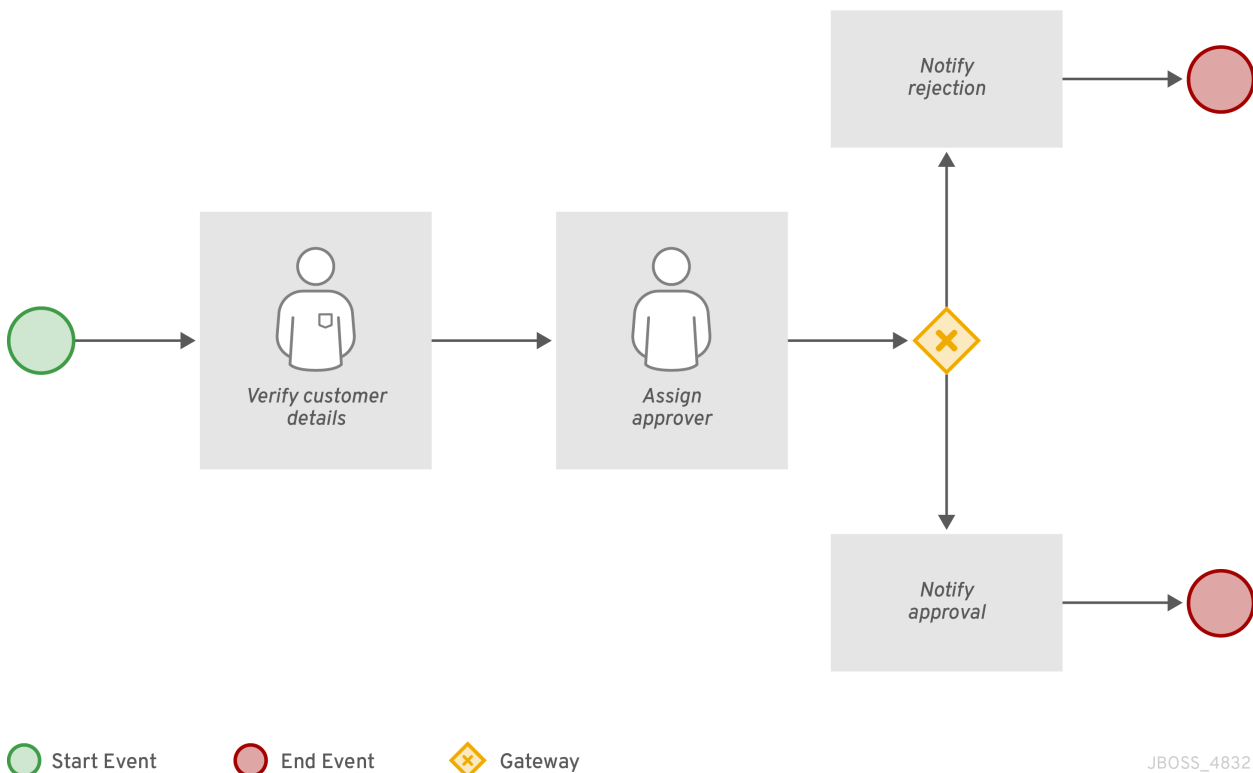 Notify
rejection
Verify customer
details
Assign
approver
Notify
approval
Start Event
End Event
Gateway
JBOSS_4832